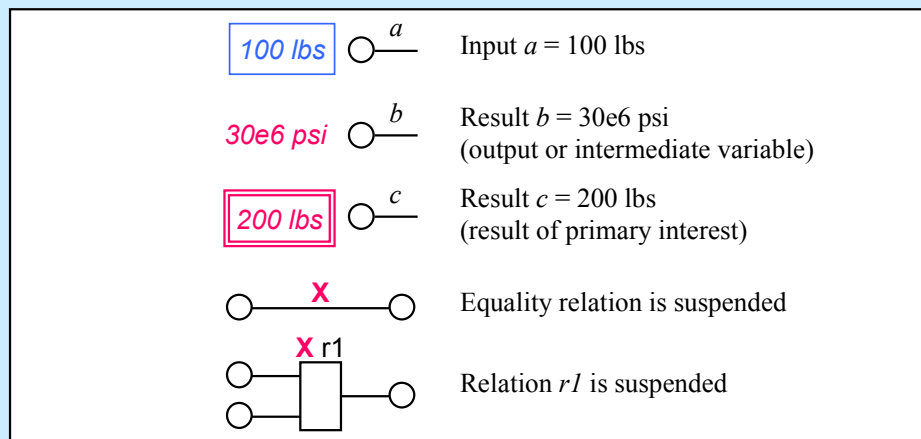 100 lbs a Input a = 100 lbs
30e6 psi b Result b = 30e6 psi
(output or intermediate variable)
200 lbs c Result c = 200 lbs
(result of primary interest)
X Equality relation is suspended
X r1
Relation r1 is suspended